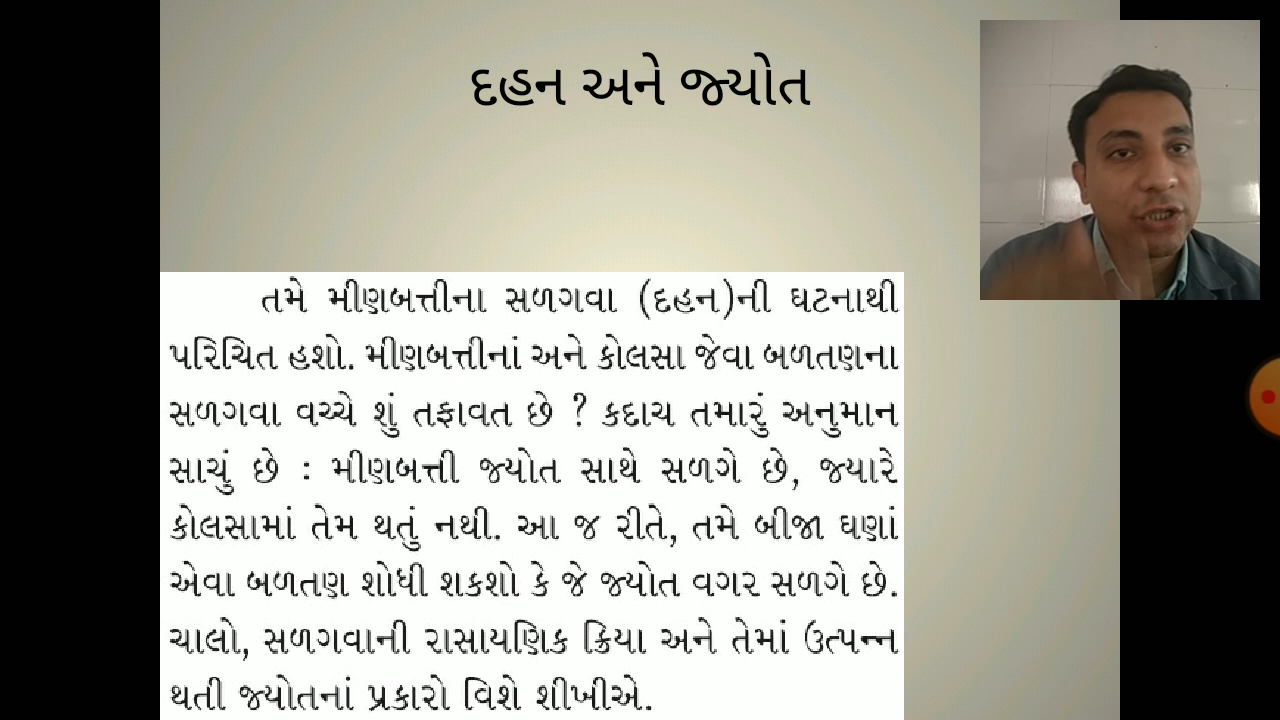 દહન અને જ્યોત
તમે મીણબત્તીના સળગવા (દહન)ની ઘટનાથી
પરિચિત હશો. મીણબત્તીનાં અને કોલસા જેવા બળતણના
સળગવા વચ્ચે શું તફાવત છે ? કદાચ તમારું અનુમાન
સાચું છે : મીણબત્તી જ્યોત સાથે સળગે છે, જ્યારે
કોલસામાં તેમ થતું નથી. આ જ રીતે, તમે બીજા ઘણાં
એવા બળતણ શોધી શકશો કે જે જ્યોત વગર સળગે છે.
ચાલો, સળગવાની રાસાયણિક ક્રિયા અને તેમાં ઉત્પન્ન
થતી જ્યોતનાં પ્રકારો વિશે શીખીએ.